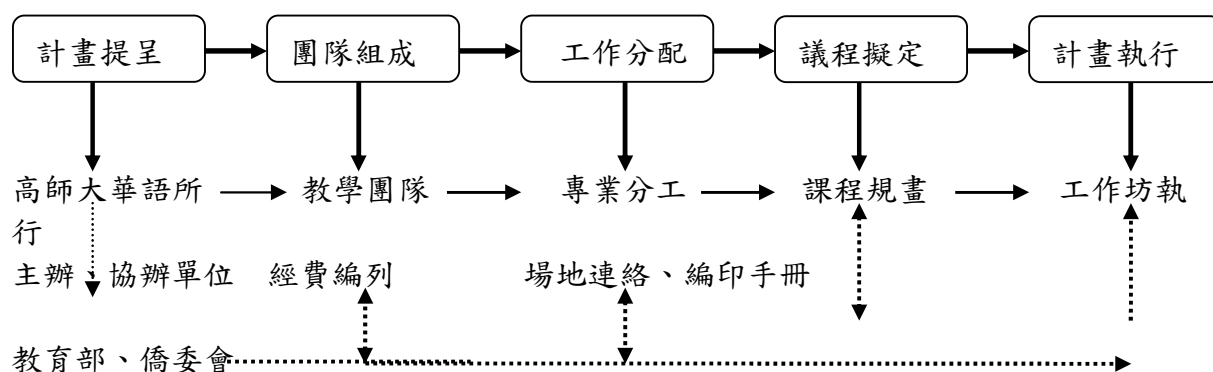 計畫提呈 團隊組成 工作分配 議程擬定 計畫執行
高師大華語所 教學團隊 專業分工 課程規畫 工作坊執
行
主辦、協辦單位 經費編列 場地連絡、編印手冊
教育部、僑委會